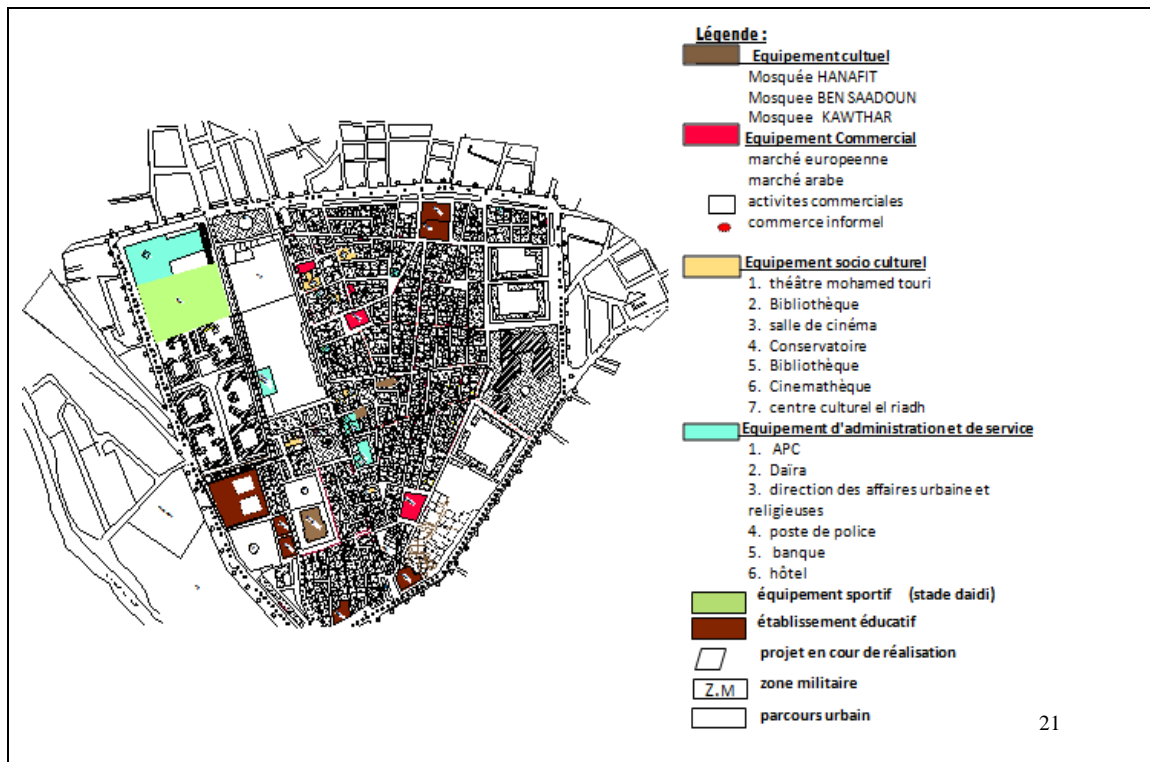 Légende :
Equipement cultuel
Mosquée HANAFIT
Mosquee BEN SAADOUN
Mosquee KAWTHAR
Equipement Commercial
marché europeenne
marché arabe
activites commerciales
commerce informel
Equipement socio culturel
1. théâtre mohamed touri
2. Bibliothèque
3. salle de cinéma
4. Conservatoire
5. Bibliothèque
6. Cinemathèque
7. centre culturel el riadh
Equipement d'administration et de service
1. APC
2. Daïra
3. direction des affaires urbaine et
religieuses
4. poste de police
5. banque
6. hôtel
équipement sportif (stade daidi)
établissement éducatif
projet en cour de réalisation
Z.M zone militaire
parcours urbain
21